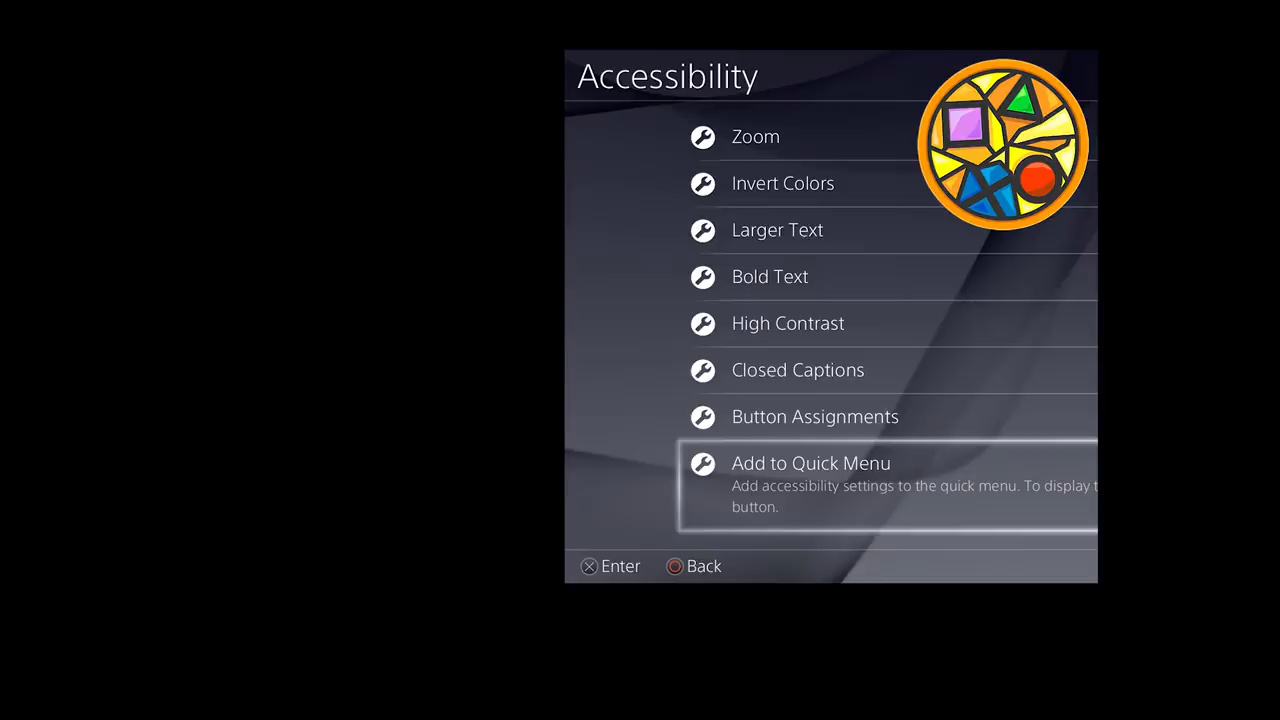 Accessibility
Zoom
Invert Colors
Larger Text
Bold Text
High Contrast
Closed Captions
Button Assignments
Add to Quick Menu
Add accessibility settings to the quick menu. To display
button.
Enter
Back